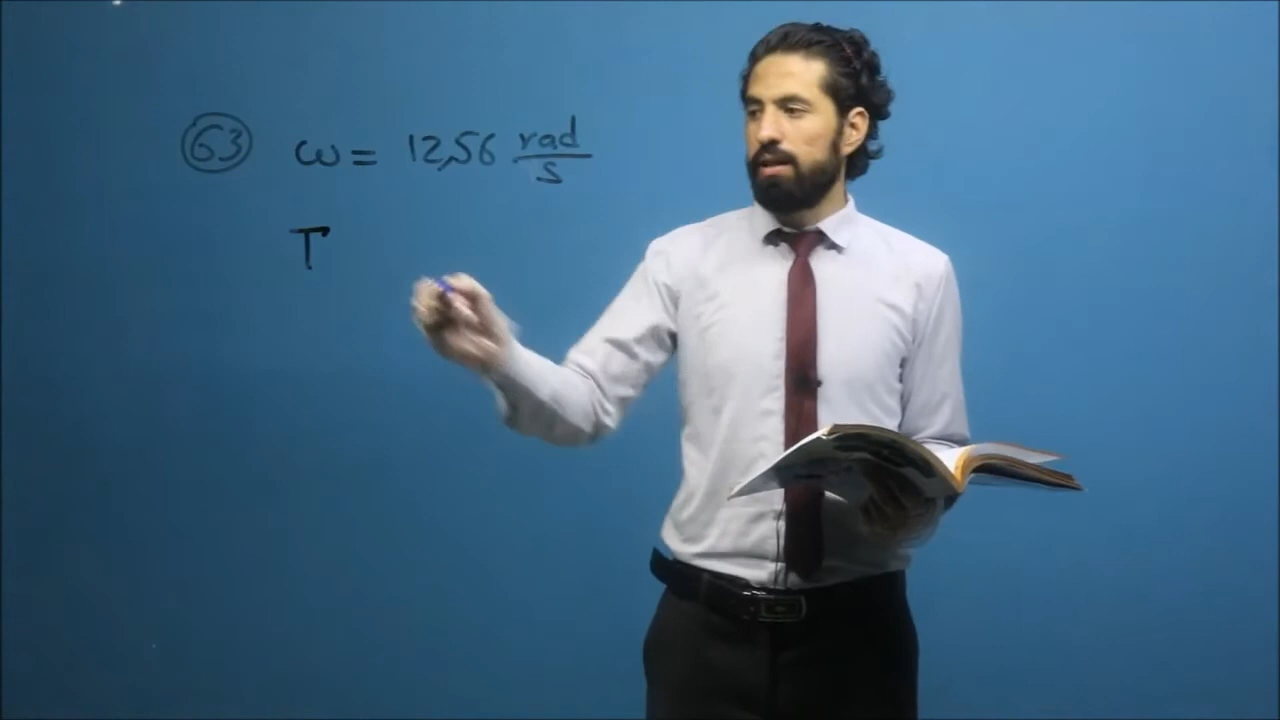 63 ω = 12,56 rad/s
T